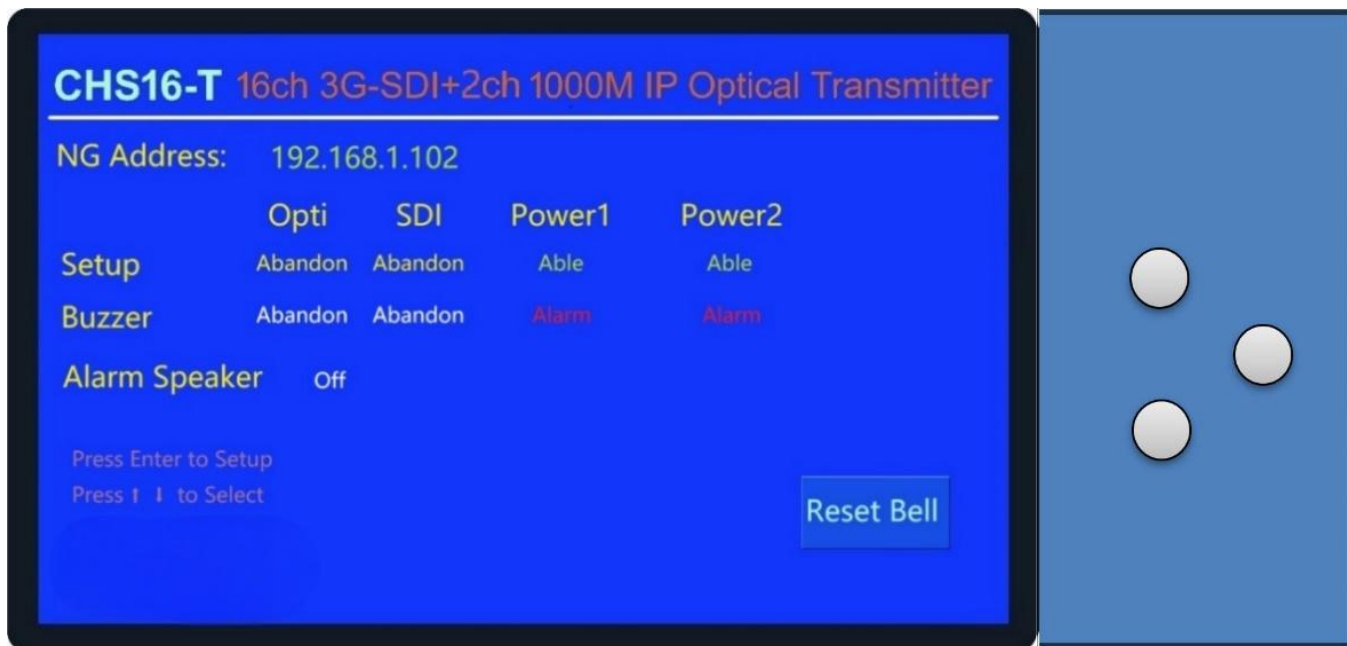 CHS16-T 16ch 3G-SDI+2ch 1000M IP Optical Transmitter
NG Address: 192.168.1.102
Opti SDI Power1 Power2
Setup Abandon Abandon Able Able
Buzzer Abandon Abandon Alarm Alarm
Alarm Speaker Off
Press Enter to Setup
Press ↑ ↓ to Select
Reset Bell